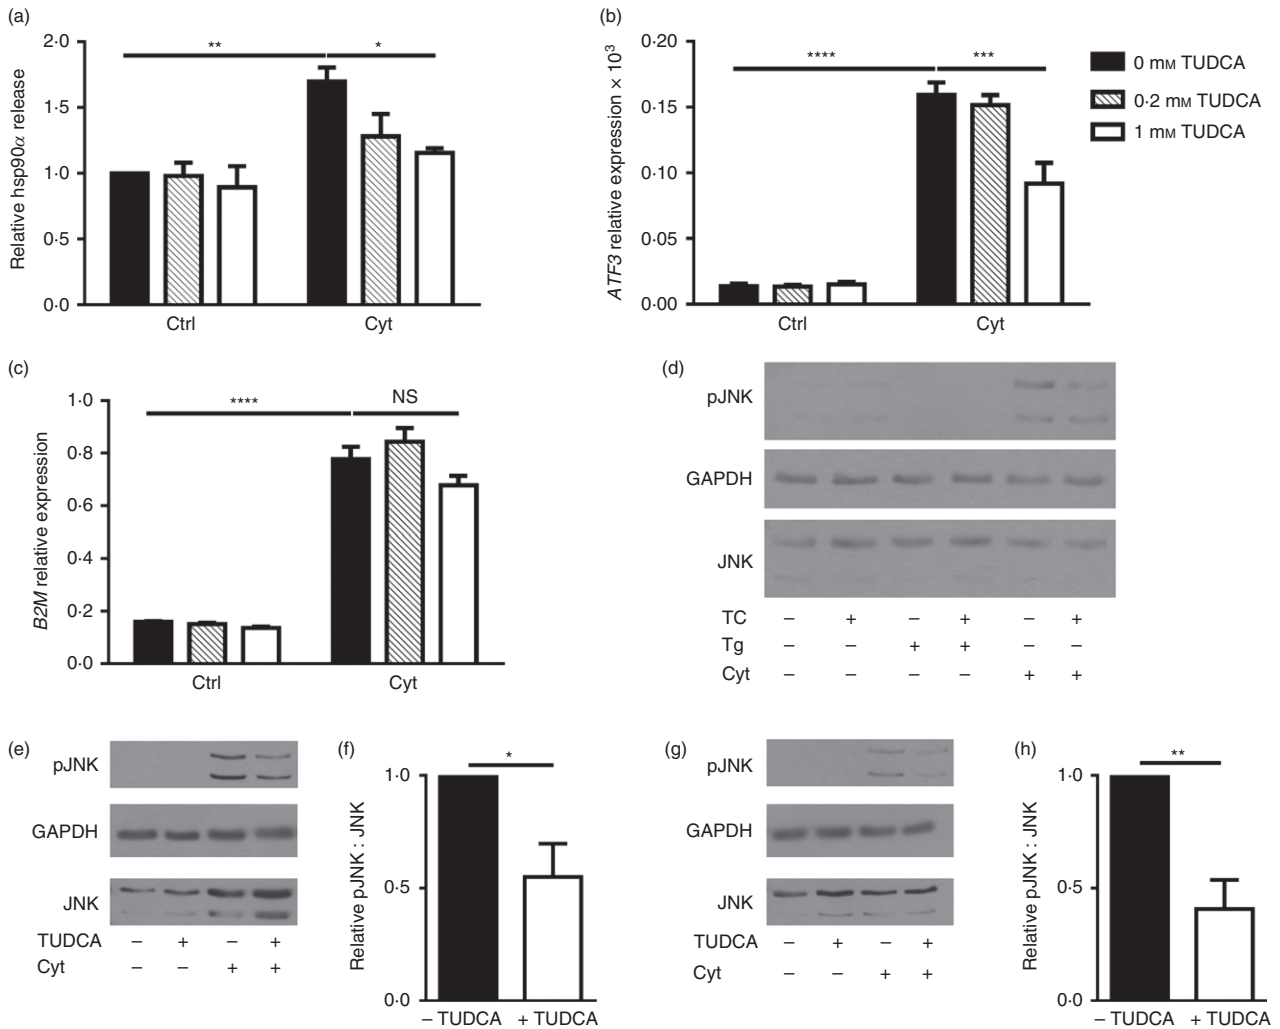 (a)
2·0
1·5
1·0
0·5
0·0
Relative hsp90α release
**
*
Ctrl
Cyt
(b)
0·20
0·15
0·10
0·05
0·00
ATF3 relative expression × 10³
****
***
Ctrl
Cyt
0 mM TUDCA
0·2 mM TUDCA
1 mM TUDCA
(c)
1·0
0·8
0·6
0·4
0·2
0·0
B2M relative expression
****
NS
Ctrl
Cyt
(d)
pJNK
GAPDH
JNK
TC – + – + – +
Tg – – + + – –
Cyt – – – – + +
(e)
pJNK
GAPDH
JNK
TUDCA – + – +
Cyt – – + +
(f)
1·0
0·5
0·0
Relative pJNK : JNK
*
– TUDCA + TUDCA
(g)
pJNK
GAPDH
JNK
TUDCA – + – +
Cyt – – + +
(h)
1·0
0·5
0·0
Relative pJNK : JNK
**
– TUDCA + TUDCA